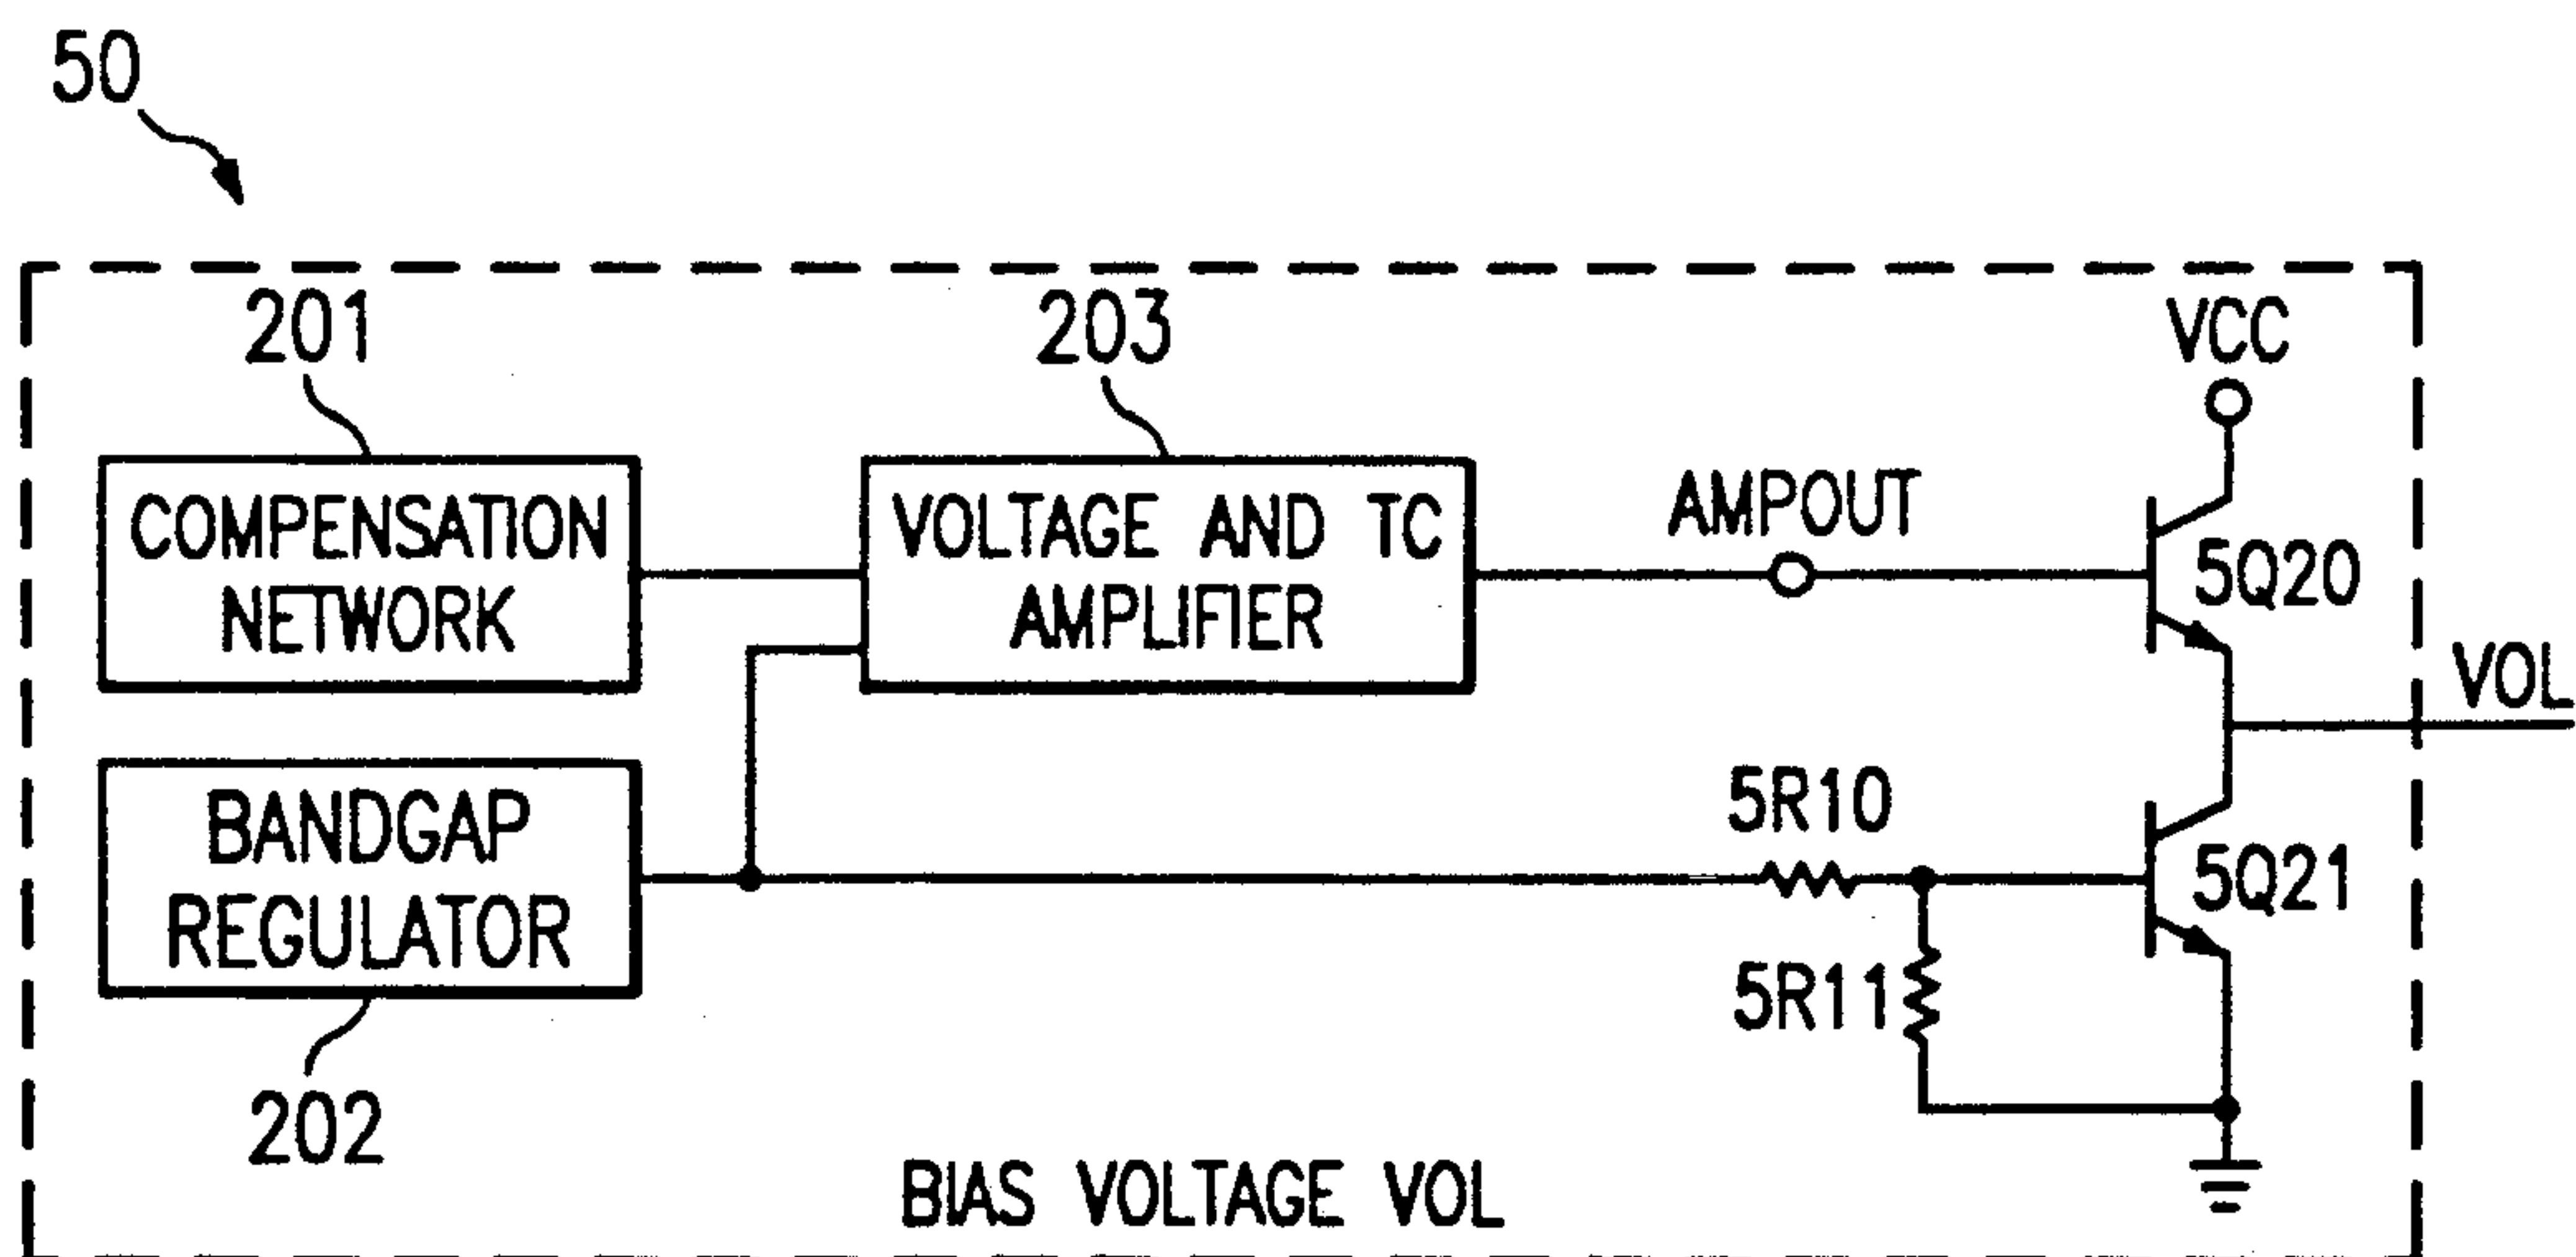 50
201
203
VCC
COMPENSATION
NETWORK
VOLTAGE AND TC
AMPLIFIER
AMPOUT
5Q20
VOL
BANDGAP
REGULATOR
5R10
5Q21
5R11
202
BIAS VOLTAGE VOL